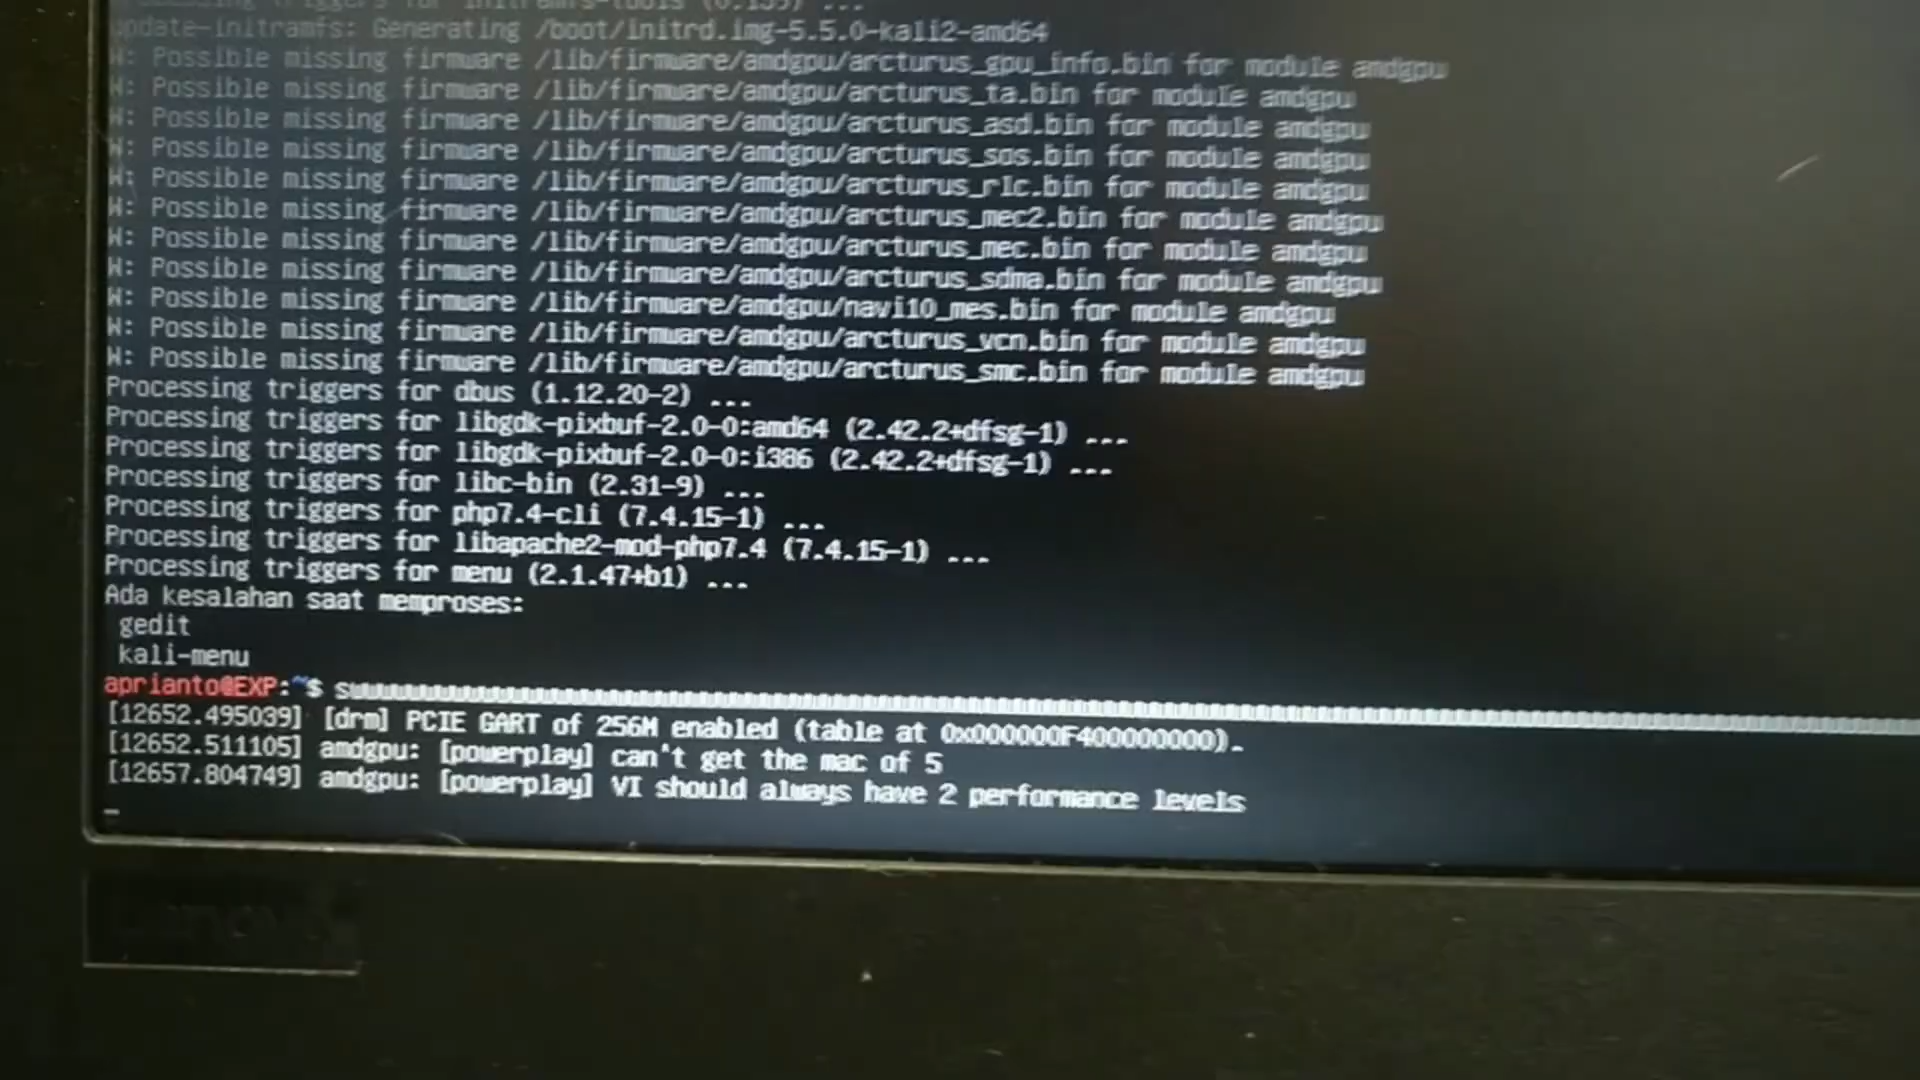 update-initramfs: Generating /boot/initrd.img-5.5.0-kali2-amd64
W: Possible missing firmware /lib/firmware/amdgpu/arcturus_gpu_info.bin for module amdgpu
W: Possible missing firmware /lib/firmware/amdgpu/arcturus_ta.bin for module amdgpu
W: Possible missing firmware /lib/firmware/amdgpu/arcturus_asd.bin for module amdgpu
W: Possible missing firmware /lib/firmware/amdgpu/arcturus_sos.bin for module amdgpu
W: Possible missing firmware /lib/firmware/amdgpu/arcturus_rlc.bin for module amdgpu
W: Possible missing firmware /lib/firmware/amdgpu/arcturus_mec2.bin for module amdgpu
W: Possible missing firmware /lib/firmware/amdgpu/arcturus_mec.bin for module amdgpu
W: Possible missing firmware /lib/firmware/amdgpu/arcturus_sdma.bin for module amdgpu
W: Possible missing firmware /lib/firmware/amdgpu/navi10_mes.bin for module amdgpu
W: Possible missing firmware /lib/firmware/amdgpu/arcturus_vcn.bin for module amdgpu
W: Possible missing firmware /lib/firmware/amdgpu/arcturus_smc.bin for module amdgpu
Processing triggers for dbus (1.12.20-2) ...
Processing triggers for libgdk-pixbuf-2.0-0:amd64 (2.42.2+dfsg-1) ...
Processing triggers for libgdk-pixbuf-2.0-0:i386 (2.42.2+dfsg-1) ...
Processing triggers for libc-bin (2.31-9) ...
Processing triggers for php7.4-cli (7.4.15-1) ...
Processing triggers for libapache2-mod-php7.4 (7.4.15-1) ...
Processing triggers for menu (2.1.47+b1) ...
Ada kesalahan saat memproses:
gedit
kali-menu
aprianto@EXP:~$
[12652.495039] [drm] PCIE GART of 256M enabled (table at 0x000000F400000000).
[12652.511105] amdgpu: [powerplay] can't get the mac of 5
[12657.804749] amdgpu: [powerplay] VI should always have 2 performance levels
Lenovo